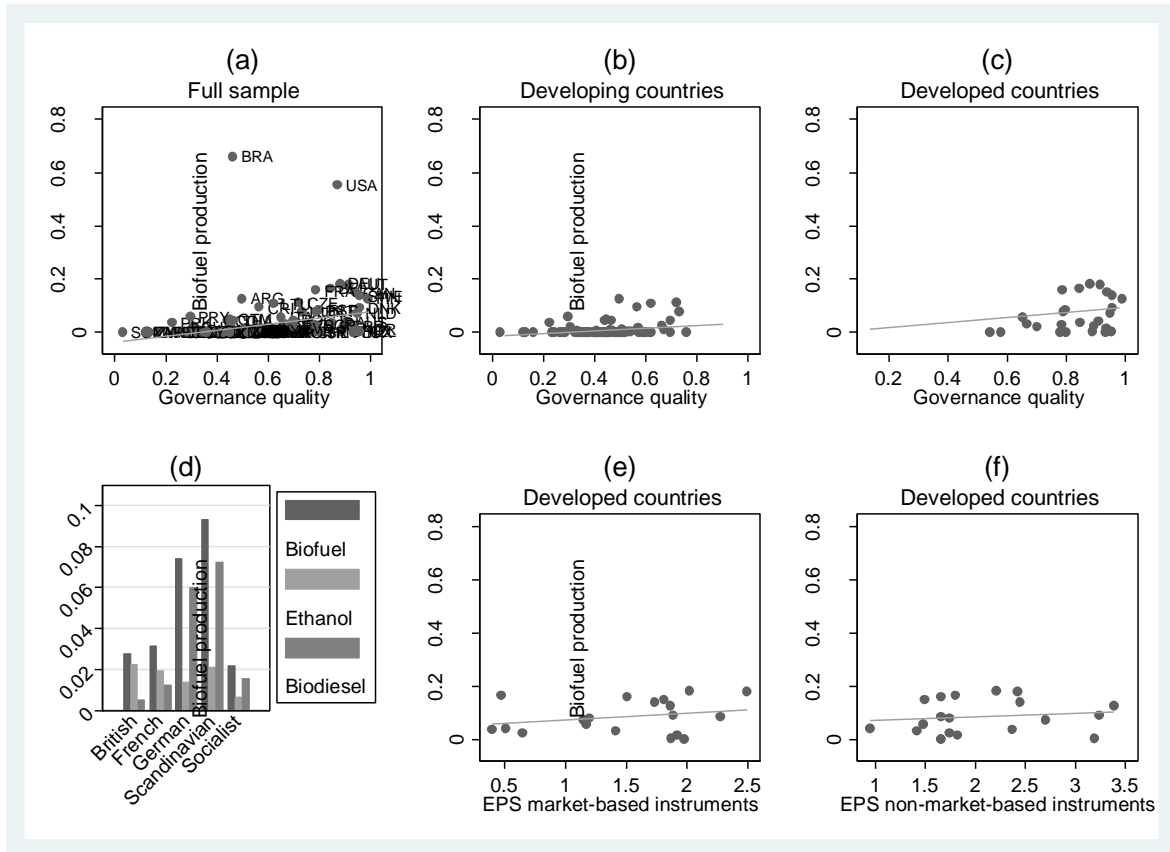 (a)
Full sample
Biofuel production
0.8
0.6
0.4
0.2
0
BRA
USA
ARG
PRY
0 0.2 0.4 0.6 0.8 1
Governance quality
(b)
Developing countries
Biofuel production
0.8
0.6
0.4
0.2
0
0 0.2 0.4 0.6 0.8 1
Governance quality
(c)
Developed countries
0.8
0.6
0.4
0.2
0
0.2 0.4 0.6 0.8 1
Governance quality
(d)
Biofuel production
0.1
0.08
0.06
0.04
0.02
0
British
French
German
Scandinavian
Socialist
Biofuel
Ethanol
Biodiesel
(e)
Developed countries
Biofuel production
0.8
0.6
0.4
0.2
0
0.5 1 1.5 2 2.5
EPS market-based instruments
(f)
Developed countries
0.8
0.6
0.4
0.2
0
1 1.5 2 2.5 3 3.5
EPS non-market-based instruments